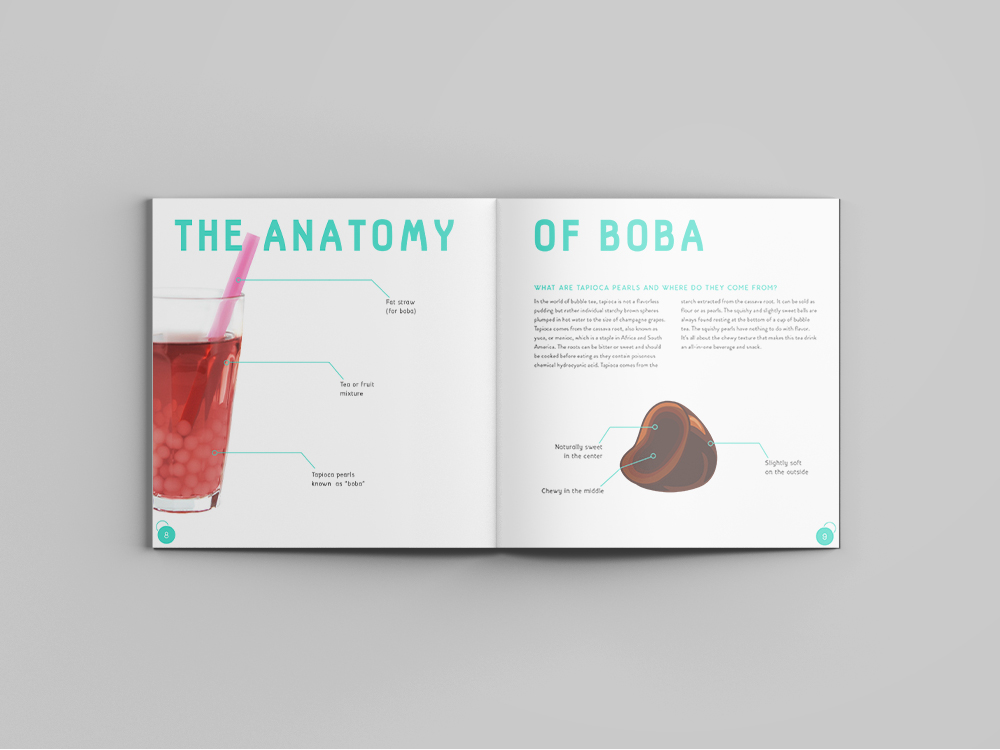 THE ANATOMY
Fat straw
(for boba)
Tea or fruit
mixture
Tapioca pearls
known as "boba"
8
OF BOBA
WHAT ARE TAPIOCA PEARLS AND WHERE DO THEY COME FROM?
In the world of bubble tea, tapioca is not a flavorless
pudding but rather individual starchy brown spheres
plumped in hot water to the size of champagne grapes.
Tapioca comes from the cassava root, also known as
yuca, or manioc, which is a staple in Africa and South
America. The roots can be bitter or sweet and should
be cooked before eating as they contain poisonous
chemical hydrocyanic acid. Tapioca comes from the
starch extracted from the cassava root. It can be sold as
flour or as pearls. The squishy and slightly sweet balls are
always found resting at the bottom of a cup of bubble
tea. The squishy pearls have nothing to do with flavor.
It's all about the chewy texture that makes this tea drink
an all-in-one beverage and snack.
Naturally sweet
in the center
Chewy in the middle
Slightly soft
on the outside
9